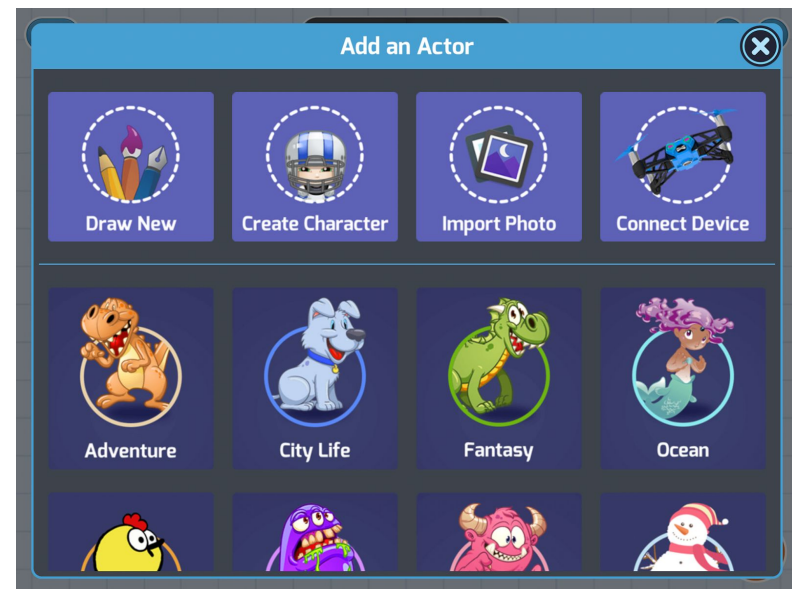 Add an Actor
Draw New
Create Character
Import Photo
Connect Device
Adventure
City Life
Fantasy
Ocean